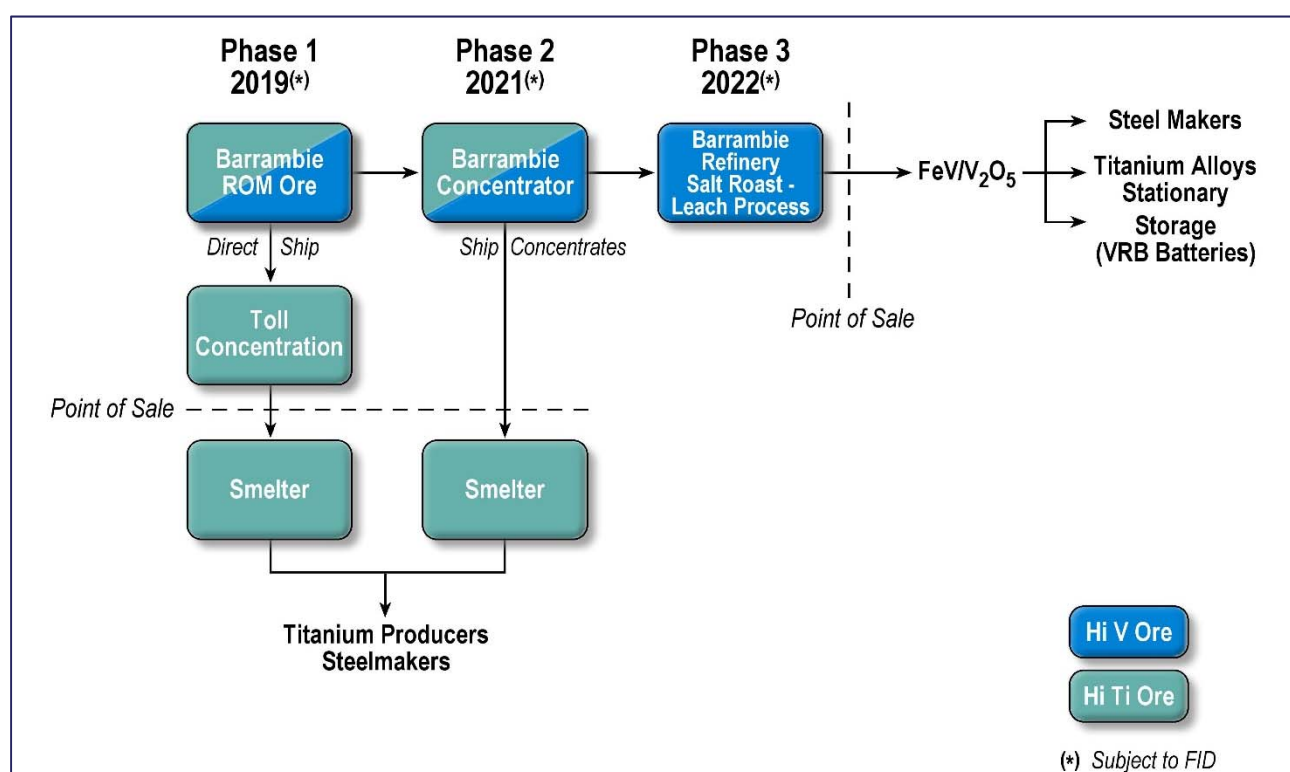 Phase 1
2019(*)
Phase 2
2021(*)
Phase 3
2022(*)
Barrambie
ROM Ore
Barrambie
Concentrator
Barrambie
Refinery
Salt Roast -
Leach Process
FeV/V₂O₅
Steel Makers
Titanium Alloys
Stationary
Storage
(VRB Batteries)
Direct Ship
Ship Concentrates
Point of Sale
Toll
Concentration
Point of Sale
Smelter
Smelter
Titanium Producers
Steelmakers
Hi V Ore
Hi Ti Ore
(*) Subject to FID